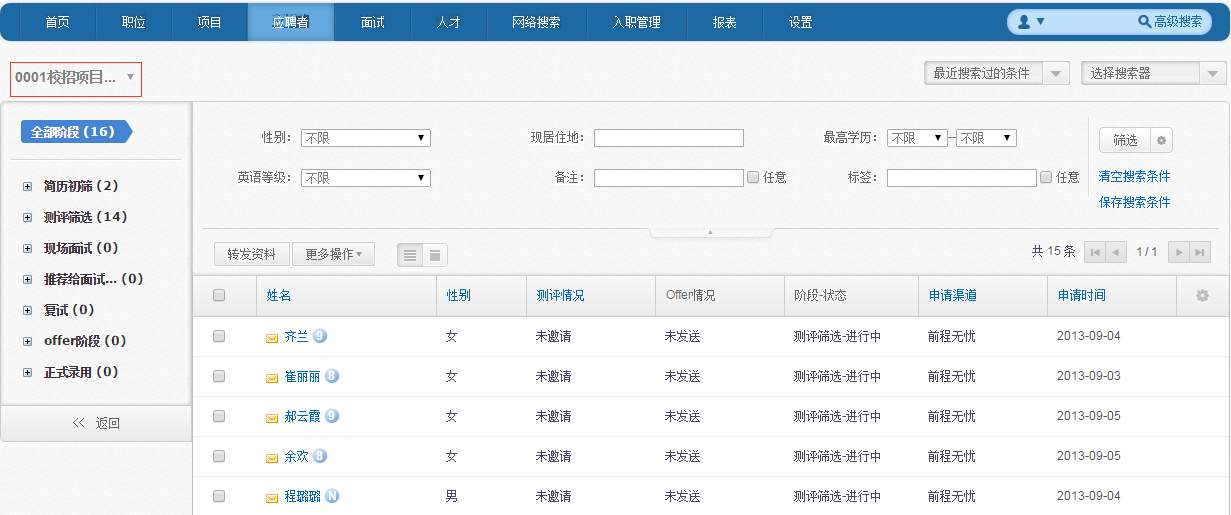 首页 职位 项目 应聘者 面试 人才 网络搜索 入职管理 报表 设置 高级搜索
0001校招项目... 最近搜索过的条件 选择搜索器
全部阶段 (16)
简历初筛 (2)
测评筛选 (14)
现场面试 (0)
推荐给面试... (0)
复试 (0)
offer阶段 (0)
正式录用 (0)
返回
性别： 不限 现居住地： 最高学历： 不限 -- 不限 筛选
英语等级： 不限 备注： 任意 标签： 任意 清空搜索条件
保存搜索条件
转发资料 更多操作 共 15 条 1 / 1
姓名 性别 测评情况 Offer情况 阶段-状态 申请渠道 申请时间
齐兰 9 女 未邀请 未发送 测评筛选-进行中 前程无忧 2013-09-04
崔丽丽 8 女 未邀请 未发送 测评筛选-进行中 前程无忧 2013-09-03
郝云霞 9 女 未邀请 未发送 测评筛选-进行中 前程无忧 2013-09-05
余欢 8 女 未邀请 未发送 测评筛选-进行中 前程无忧 2013-09-05
程璐璐 N 男 未邀请 未发送 测评筛选-进行中 前程无忧 2013-09-04